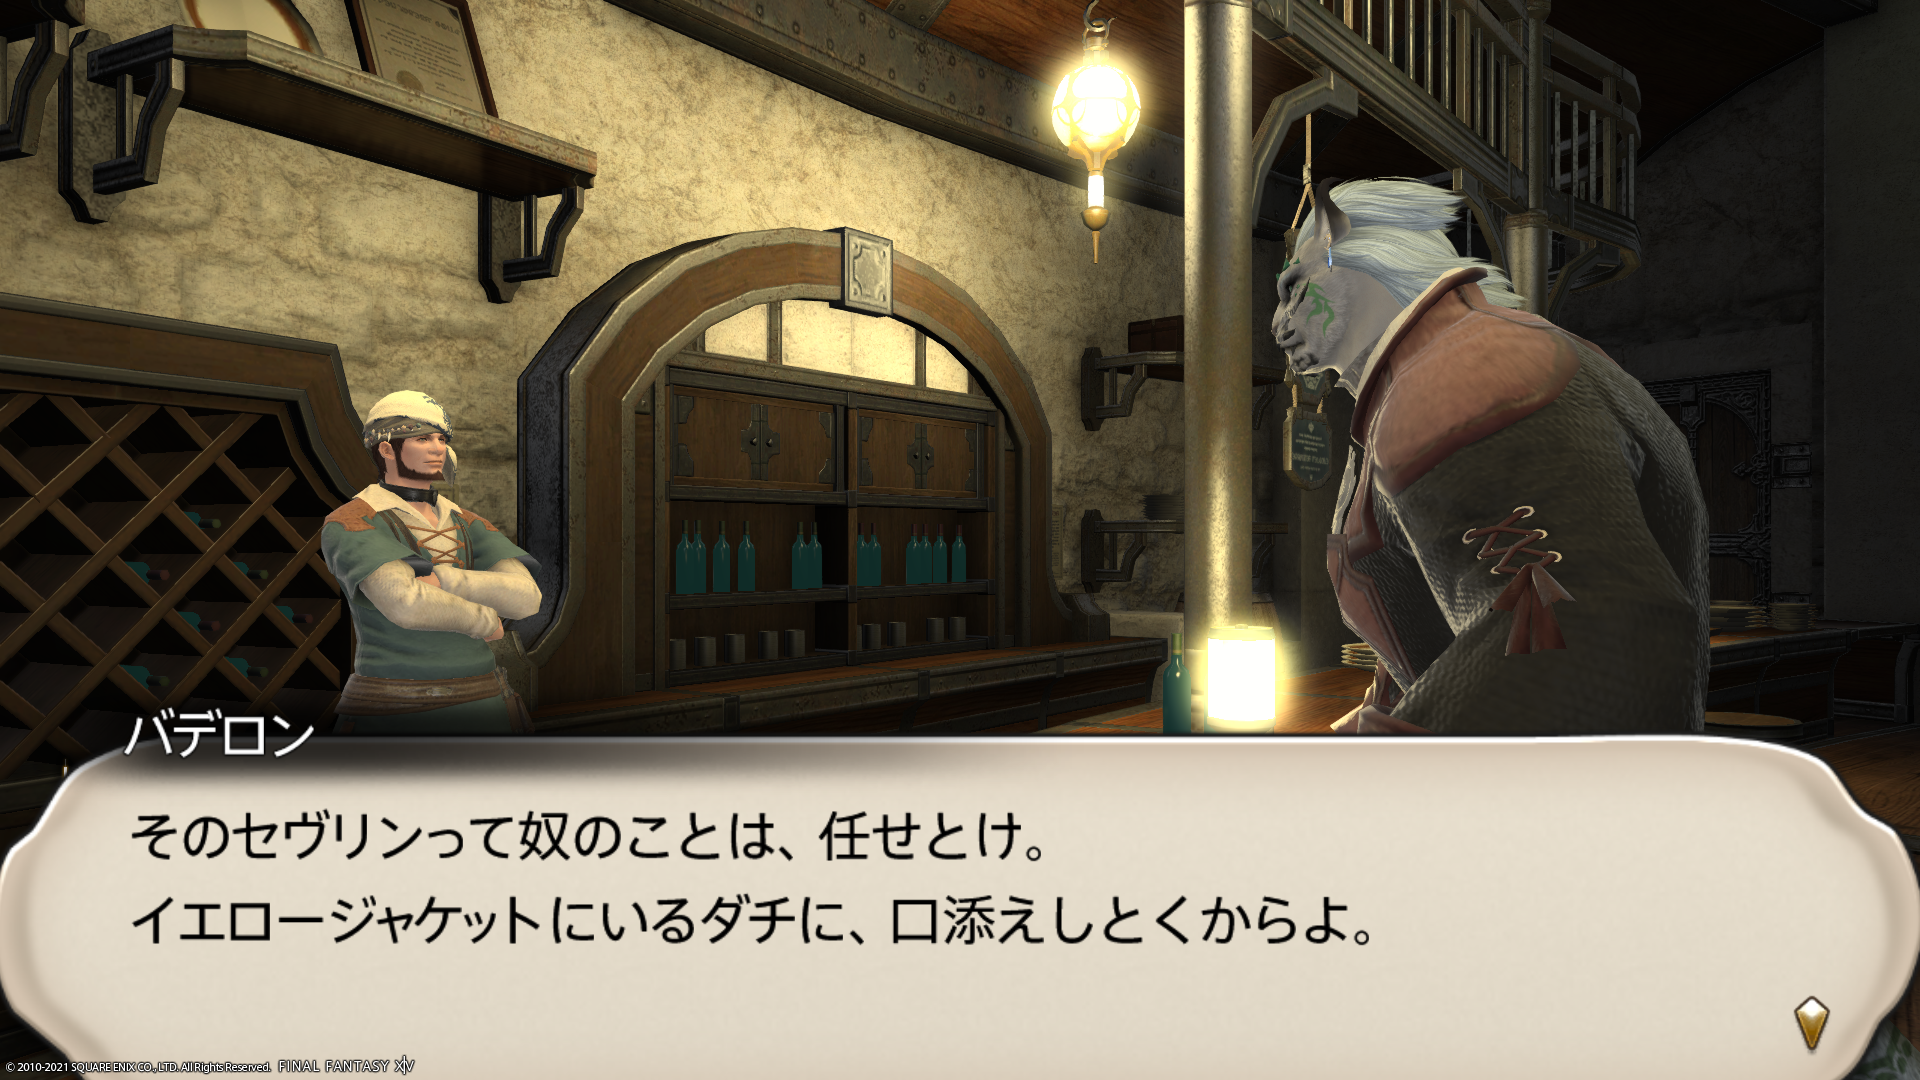 バデロン
そのセヴリンって奴のことは、任せとけ。
イエロージャケットにいるダチに、口添えしとくからよ。
© 2010-2021 SQUARE ENIX CO., LTD. All Rights Reserved. FINAL FANTASY XIV